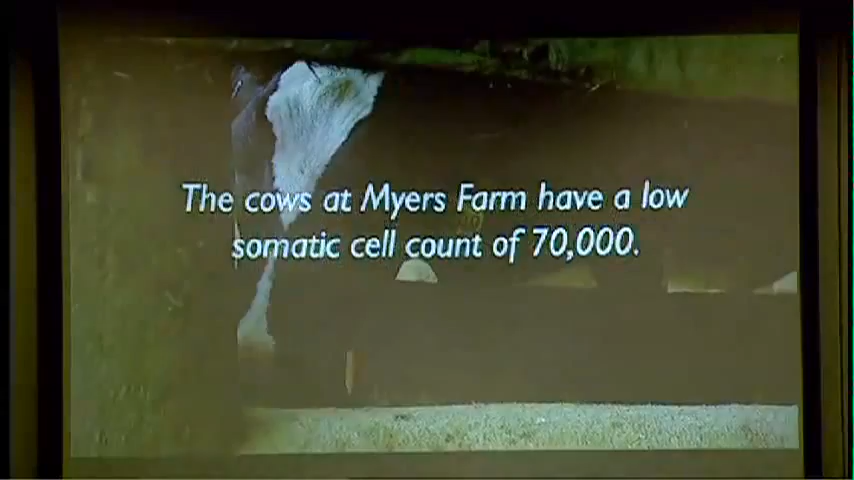 The cows at Myers Farm have a low
somatic cell count of 70,000.